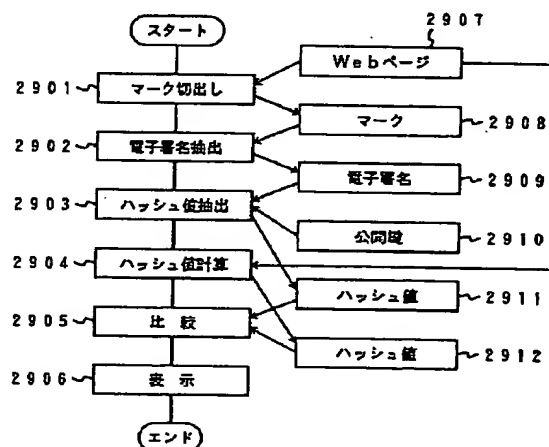 2907
スタート
Webページ
2901
マーク切出し
マーク
2908
2902
電子署名抽出
電子署名
2909
2903
ハッシュ値抽出
公開鍵
2910
2904
ハッシュ値計算
ハッシュ値
2911
2905
比較
ハッシュ値
2912
2906
表示
エンド